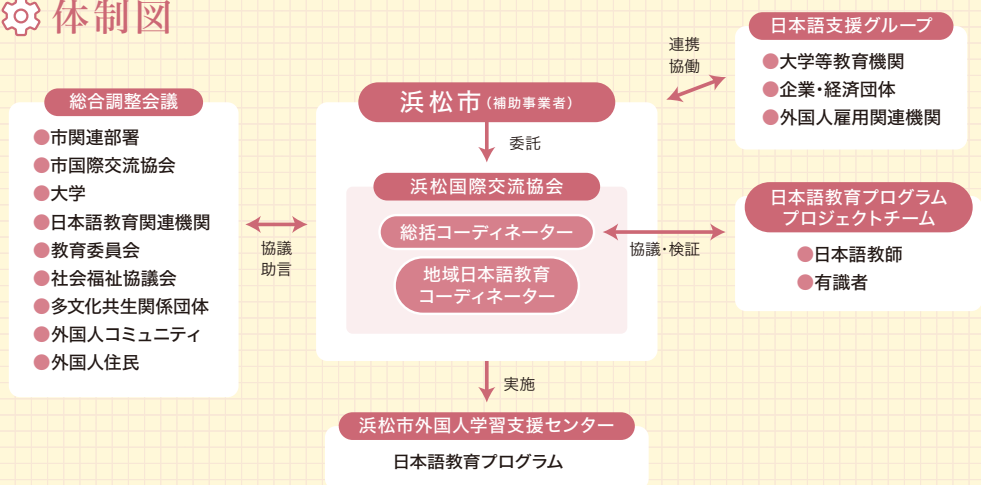 体制図
総合調整会議
●市関連部署
●市国際交流協会
●大学
●日本語教育関連機関
●教育委員会
●社会福祉協議会
●多文化共生関係団体
●外国人コミュニティ
●外国人住民
協議
助言
浜松市（補助事業者）
委託
浜松国際交流協会
総括コーディネーター
地域日本語教育
コーディネーター
実施
浜松市外国人学習支援センター
日本語教育プログラム
連携
協働
日本語支援グループ
●大学等教育機関
●企業・経済団体
●外国人雇用関連機関
協議・検証
日本語教育プログラム
プロジェクトチーム
●日本語教師
●有識者